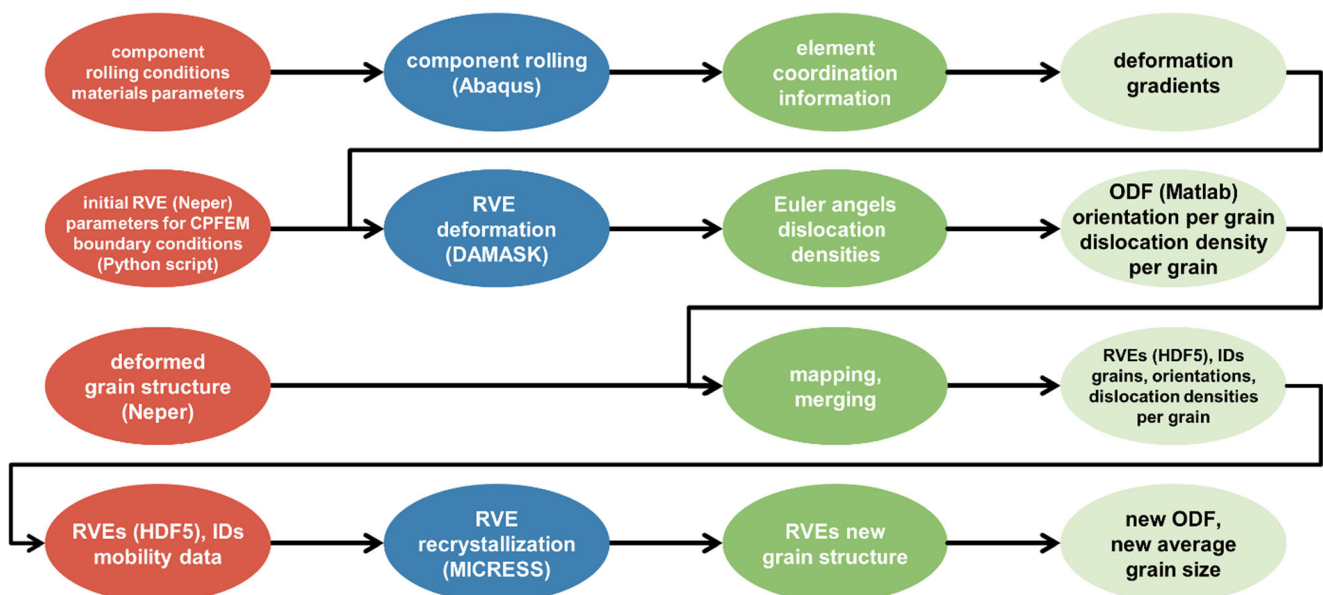 component
rolling conditions
materials parameters
component rolling
(Abaqus)
element
coordination
information
deformation
gradients
initial RVE (Neper)
parameters for CPFEM
boundary conditions
(Python script)
RVE
deformation
(DAMASK)
Euler angels
dislocation
densities
ODF (Matlab)
orientation per grain
dislocation density
per grain
deformed
grain structure
(Neper)
mapping,
merging
RVEs (HDF5), IDs
grains, orientations,
dislocation densities
per grain
RVEs (HDF5), IDs
mobility data
RVE
recrystallization
(MICRESS)
RVEs new
grain structure
new ODF,
new average
grain size